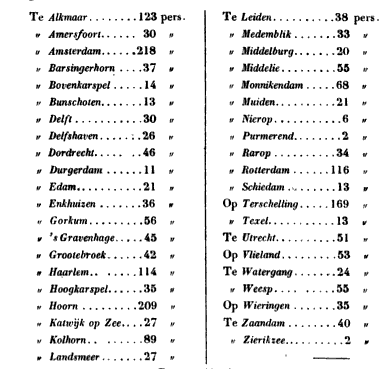 Te Alkmaar........123 pers.
„ Amersfoort..... 30 „
„ Amsterdam.....218 „
„ Barsingerhorn....37 „
„ Bovenkarspel....14 „
„ Bunschoten......13 „
„ Delft...........30 „
„ Delfshaven......26 „
„ Dordrecht..... ..46 „
„ Durgerdam ......11 „
„ Edam...........21 „
„ Enkhuizen .......36 „
„ Gorkum.........56 „
„ 's Gravenhage.....45 „
„ Grootebroek......42 „
„ Haarlem.. .....114 „
„ Hoogkarspel......35 „
„ Hoorn .........209 „
„ Katwijk op Zee....27 „
„ Kolhorn.. .......89 „
„ Landsmeer .......27 „
Te Leiden..........38 pers.
„ Medemblik .......33 „
„ Middelburg.......20 „
„ Middelie .........55 „
„ Monnikendam .....68 „
„ Muiden..........21 „
„ Nierop...........6 „
„ Purmerend........2 „
„ Rarop ..........34 „
„ Rotterdam ......116 „
„ Schiedam ........13 „
Op Terschelling.....169 „
„ Texel...........13 „
Te Utrecht..........51 „
Op Vlieland.........53 „
Te Watergang.......24 „
„ Weesp..........55 „
Op Wieringen.......35 „
Te Zaandam ........40 „
„ Zierikzee..........2 „